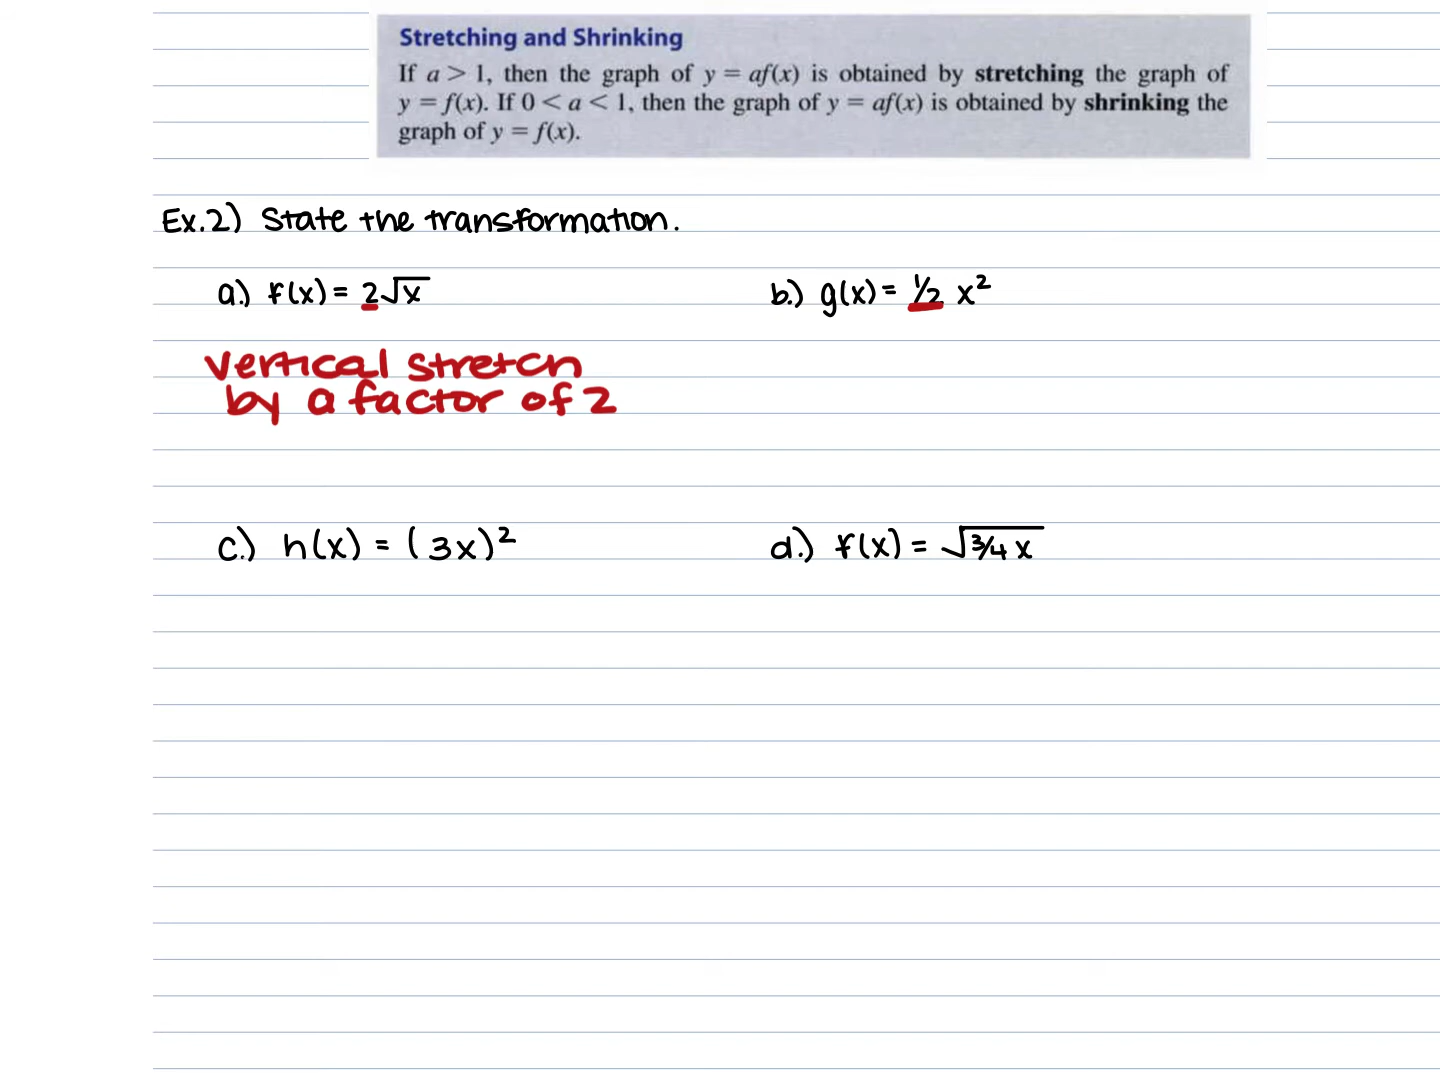 Stretching and Shrinking
If a > 1, then the graph of y = af(x) is obtained by stretching the graph of
y = f(x). If 0 < a < 1, then the graph of y = af(x) is obtained by shrinking the
graph of y = f(x).
Ex.2) State the transformation.
a.) f(x) = 2√x
b.) g(x) = ½ x²
vertical stretch
by a factor of 2
c.) h(x) = (3x)²
d.) f(x) = √¾ x